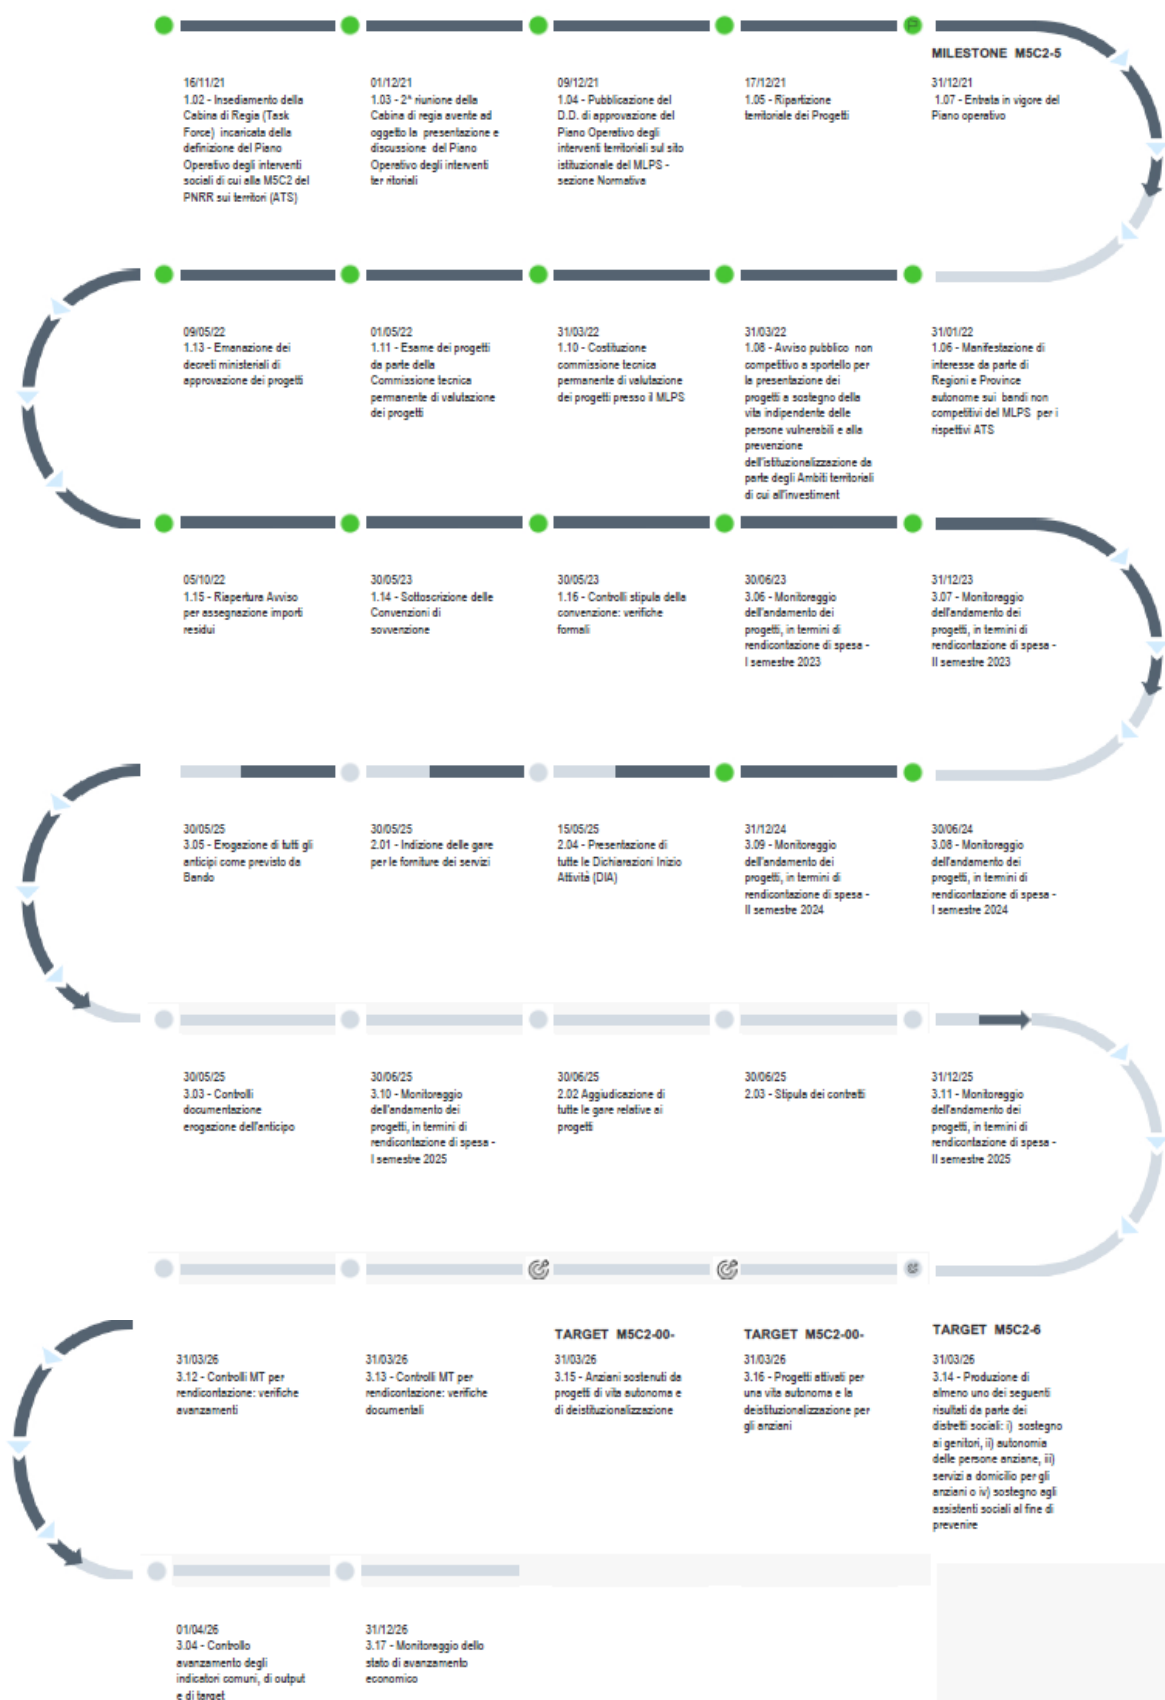 MILESTONE M5C2-5
16/11/21
1.02 - Insediamento della
Cabina di Regia (Task
Force) incaricata della
definizione del Piano
Operativo degli interventi
sociali di cui alla M5C2 del
PNRR sui territori (ATS)
01/12/21
1.03 - 2ª riunione della
Cabina di regia avente ad
oggetto la presentazione e
discussione del Piano
Operativo degli interventi
ter ritoriali
09/12/21
1.04 - Pubblicazione del
D.D. di approvazione del
Piano Operativo degli
interventi territoriali sul sito
istituzionale del MLPS -
sezione Normativa
17/12/21
1.05 - Ripartizione
territoriale dei Progetti
31/12/21
1.07 - Entrata in vigore del
Piano operativo
09/05/22
1.13 - Emanazione dei
decreti ministeriali di
approvazione dei progetti
01/05/22
1.11 - Esame dei progetti
da parte della
Commissione tecnica
permanente di valutazione
dei progetti
31/03/22
1.10 - Costituzione
commissione tecnica
permanente di valutazione
dei progetti presso il MLPS
31/03/22
1.08 - Avviso pubblico non
competitivo a sportello per
la presentazione dei
progetti a sostegno della
vita indipendente delle
persone vulnerabili e alla
prevenzione
dell'istituzionalizzazione da
parte degli Ambiti territoriali
di cui all'investiment
31/01/22
1.06 - Manifestazione di
interesse da parte di
Regioni e Province
autonome sui bandi non
competitivi del MLPS per i
rispettivi ATS
05/10/22
1.15 - Riapertura Avviso
per assegnazione importi
residui
30/05/23
1.14 - Sottoscrizione delle
Convenzioni di
sovvenzione
30/05/23
1.16 - Controlli stipula della
convenzione: verifiche
formali
30/06/23
3.06 - Monitoraggio
dell'andamento dei
progetti, in termini di
rendicontazione di spesa -
I semestre 2023
31/12/23
3.07 - Monitoraggio
dell'andamento dei
progetti, in termini di
rendicontazione di spesa -
II semestre 2023
30/05/25
3.05 - Erogazione di tutti gli
anticipi come previsto da
Bando
30/05/25
2.01 - Indizione delle gare
per le forniture dei servizi
15/05/25
2.04 - Presentazione di
tutte le Dichiarazioni Inizio
Attività (DIA)
31/12/24
3.09 - Monitoraggio
dell'andamento dei
progetti, in termini di
rendicontazione di spesa -
II semestre 2024
30/06/24
3.08 - Monitoraggio
dell'andamento dei
progetti, in termini di
rendicontazione di spesa -
I semestre 2024
30/05/25
3.03 - Controlli
documentazione
erogazione dell'anticipo
30/06/25
3.10 - Monitoraggio
dell'andamento dei
progetti, in termini di
rendicontazione di spesa -
I semestre 2025
30/06/25
2.02 Aggiudicazione di
tutte le gare relative ai
progetti
30/06/25
2.03 - Stipula dei contratti
31/12/25
3.11 - Monitoraggio
dell'andamento dei
progetti, in termini di
rendicontazione di spesa -
II semestre 2025
31/03/26
3.12 - Controlli MT per
rendicontazione: verifiche
avanzamenti
31/03/26
3.13 - Controlli MT per
rendicontazione: verifiche
documentali
TARGET M5C2-00-
31/03/26
3.15 - Anziani sostenuti da
progetti di vita autonoma e
di deistituzionalizzazione
TARGET M5C2-00-
31/03/26
3.16 - Progetti attivati per
una vita autonoma e la
deistituzionalizzazione per
gli anziani
TARGET M5C2-6
31/03/26
3.14 - Produzione di
almeno uno dei seguenti
risultati da parte dei
distretti sociali: i) sostegno
ai genitori, ii) autonomia
delle persone anziane, iii)
servizi a domicilio per gli
anziani o iv) sostegno agli
assistenti sociali al fine di
prevenire
01/04/26
3.04 - Controllo
avanzamento degli
indicatori comuni, di output
e di target
31/12/26
3.17 - Monitoraggio dello
stato di avanzamento
economico